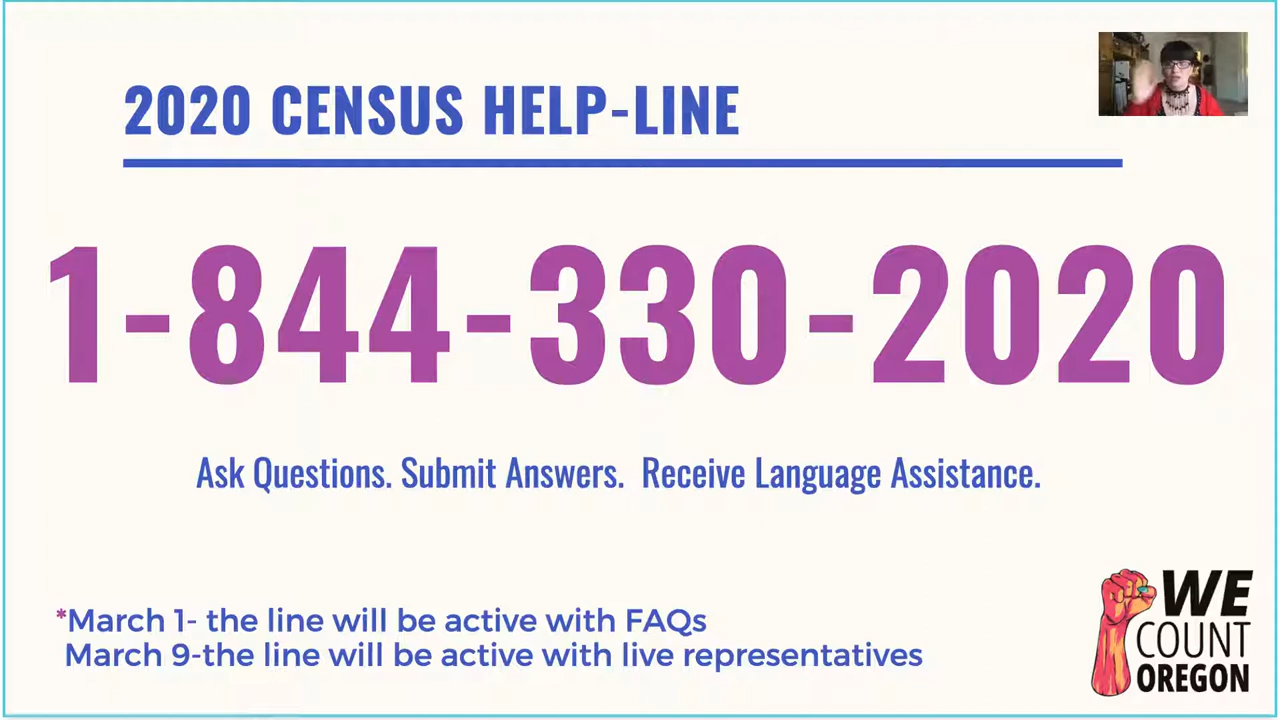 2020 CENSUS HELP-LINE
1-844-330-2020
Ask Questions. Submit Answers.  Receive Language Assistance.
*March 1- the line will be active with FAQs
March 9-the line will be active with live representatives
WE
COUNT
OREGON